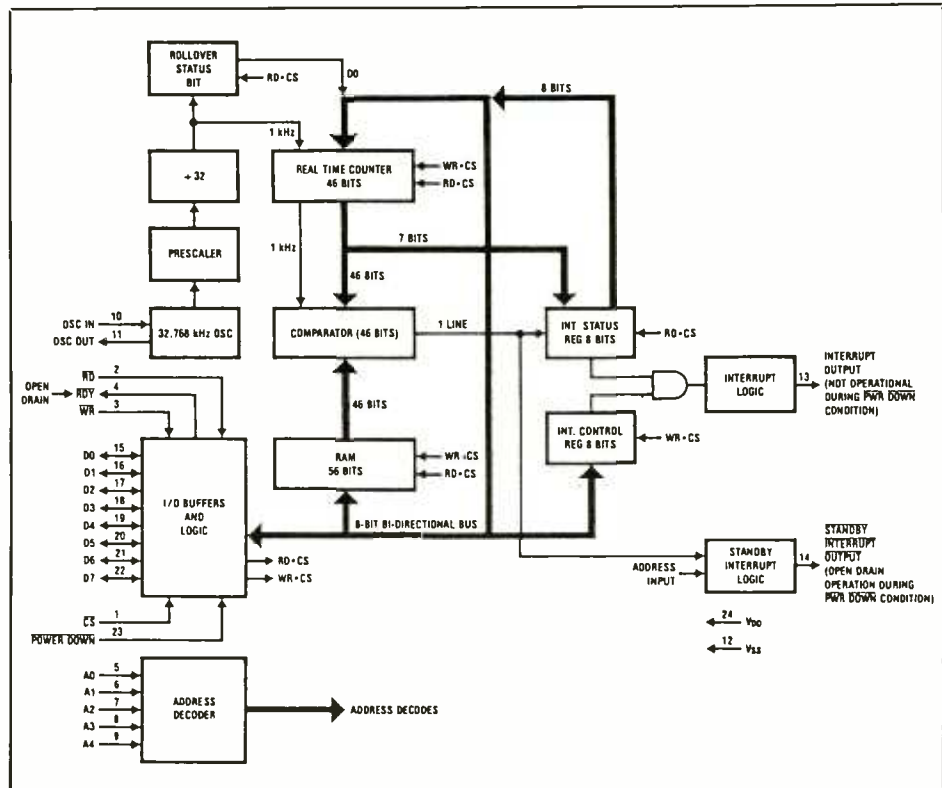 ROLLOVER
STATUS
BIT
RD•CS
D0
8 BITS
1 kHz
÷ 32
REAL TIME COUNTER
46 BITS
WR•CS
RD•CS
PRESCALER
1 kHz
7 BITS
46 BITS
OSC IN 10
OSC OUT 11
32.768 kHz OSC
COMPARATOR (46 BITS)
1 LINE
INT STATUS
REG 8 BITS
RD•CS
INTERRUPT
LOGIC
13
INTERRUPT
OUTPUT
(NOT OPERATIONAL
DURING PWR DOWN
CONDITION)
RD 2
OPEN
DRAIN
RDY 4
WR 3
46 BITS
INT. CONTROL
REG 8 BITS
WR•CS
RAM
56 BITS
WR•CS
RD•CS
D0 15
D1 16
D2 17
D3 18
D4 19
D5 20
D6 21
D7 22
I/O BUFFERS
AND
LOGIC
8-BIT BI-DIRECTIONAL BUS
RD•CS
WR•CS
ADDRESS
INPUT
STANDBY
INTERRUPT
LOGIC
14
STANDBY
INTERRUPT
OUTPUT
(OPEN DRAIN
OPERATION DURING
PWR DOWN CONDITION)
CS 1
POWER DOWN 23
24 VDD
12 VSS
A0 5
A1 6
A2 7
A3 8
A4 9
ADDRESS
DECODER
ADDRESS DECODES